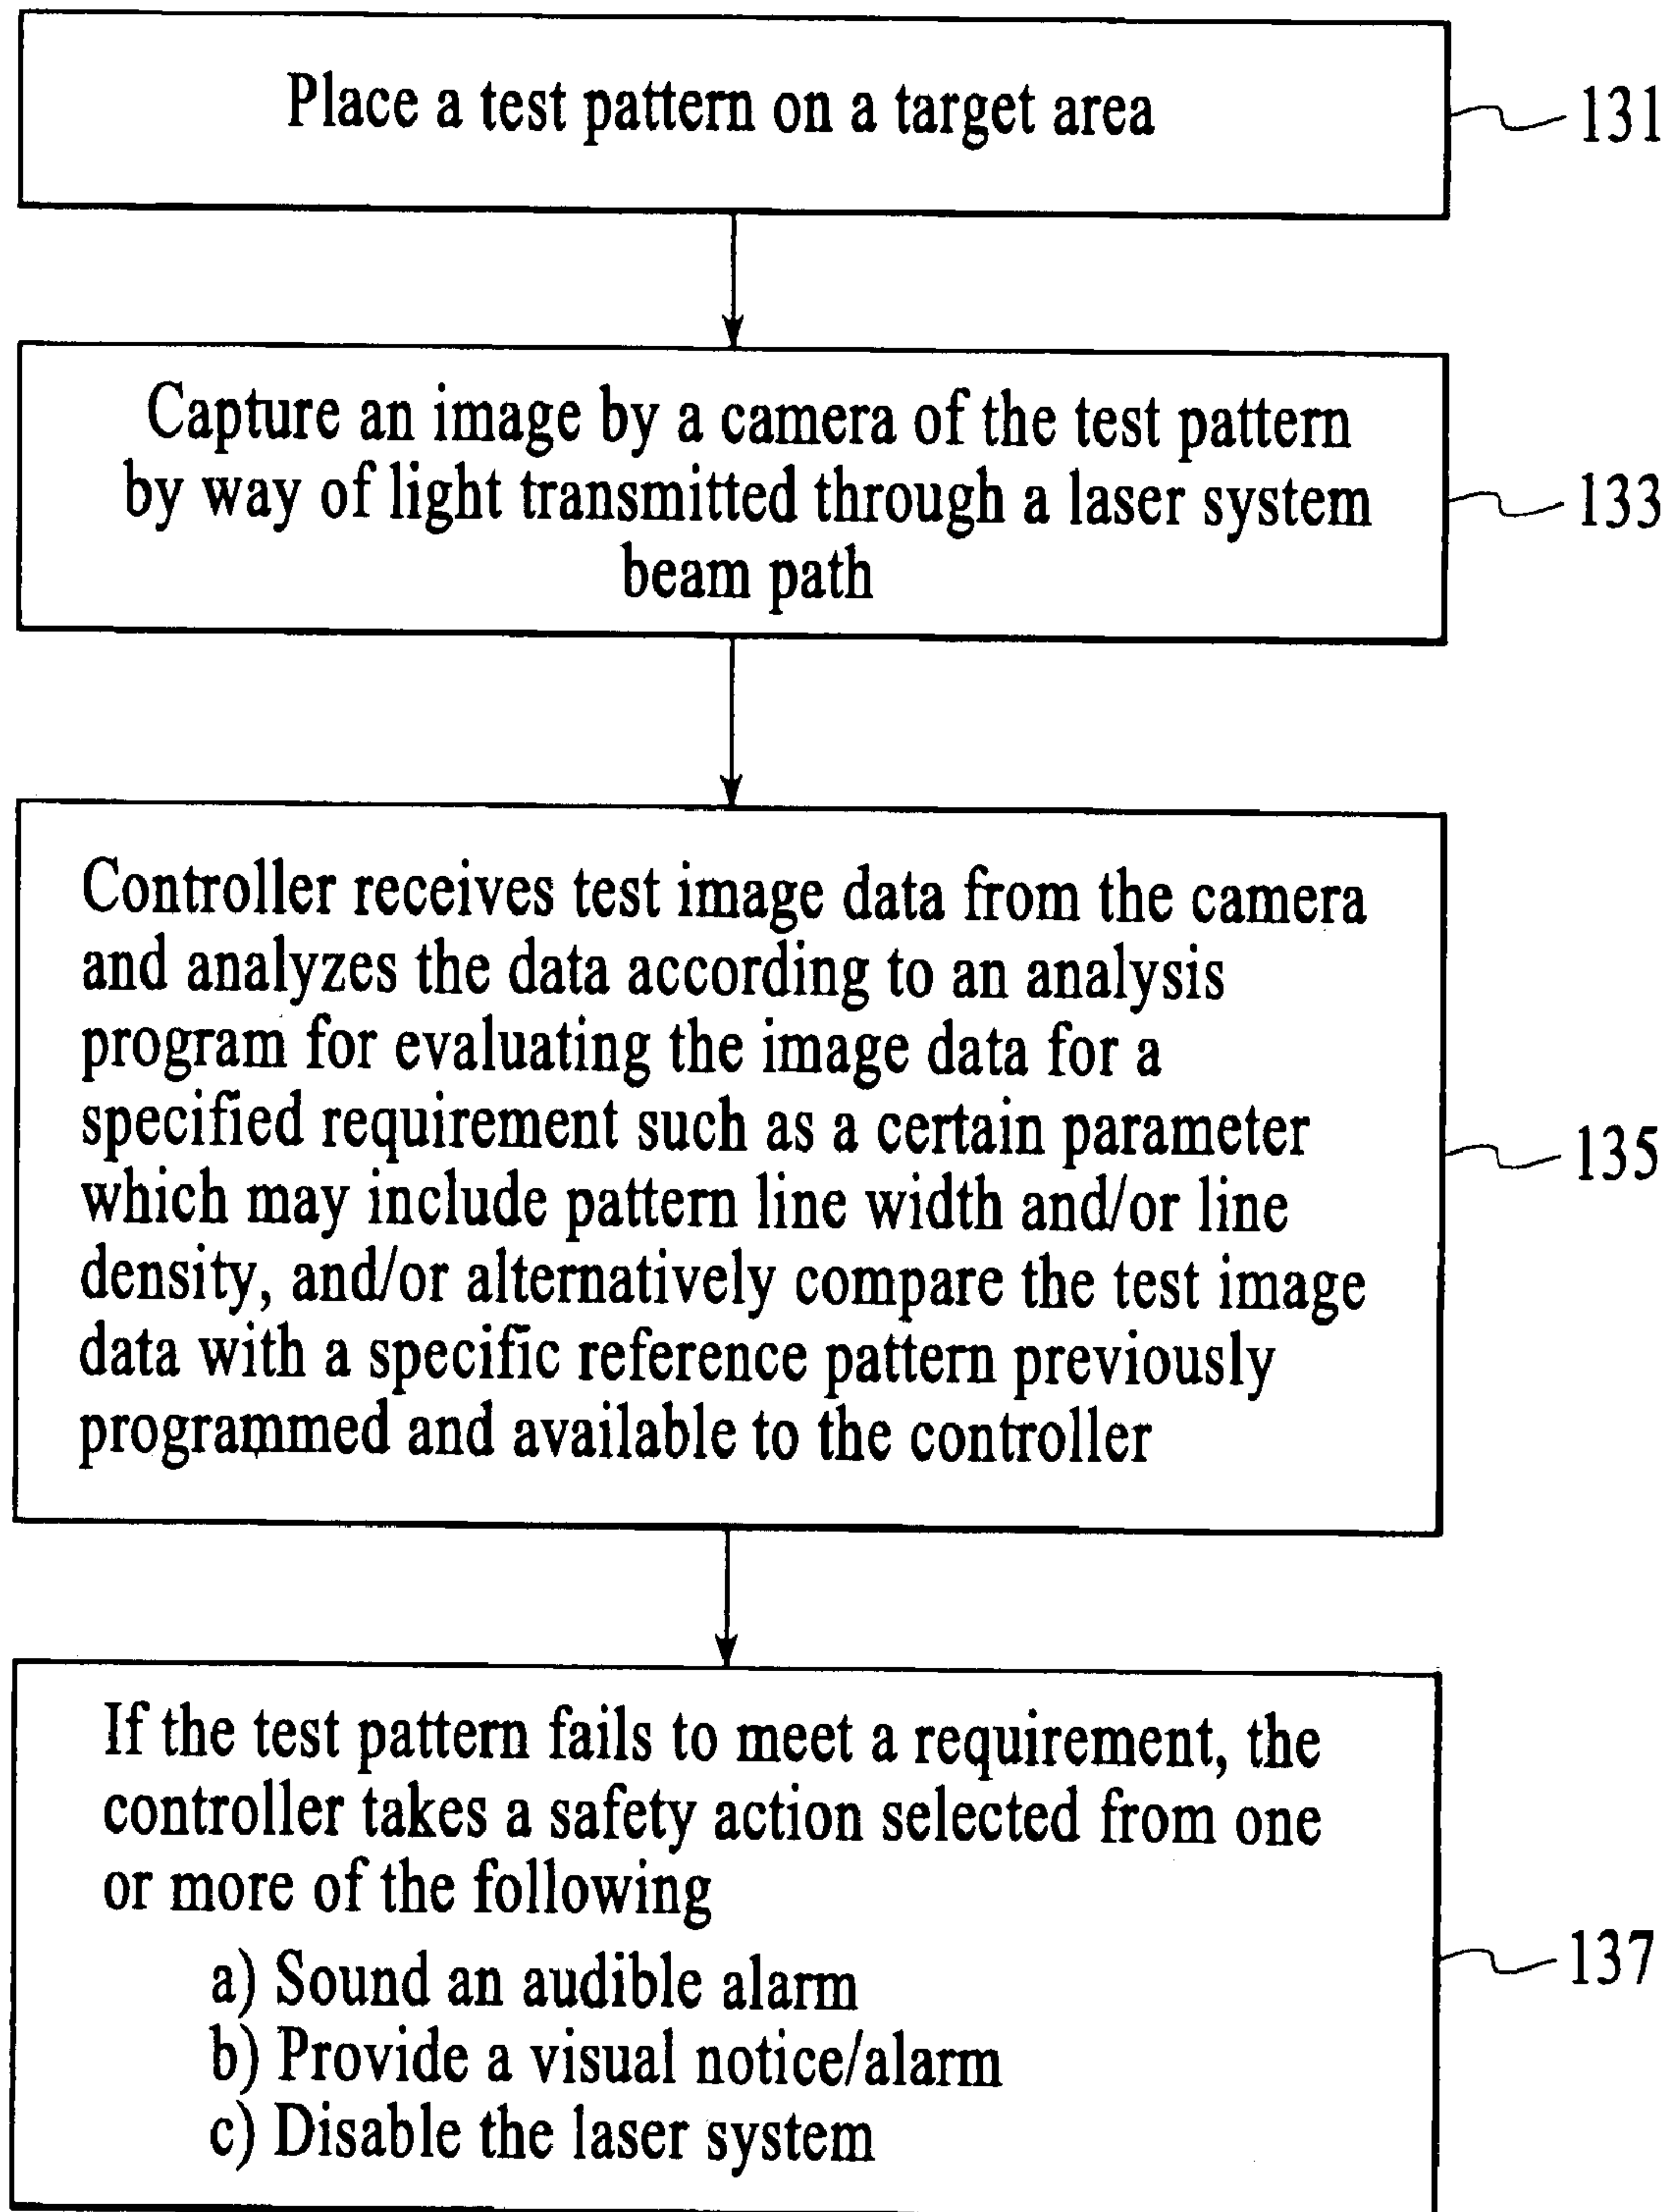 Place a test pattern on a target area
131
Capture an image by a camera of the test pattern
by way of light transmitted through a laser system
beam path
133
Controller receives test image data from the camera
and analyzes the data according to an analysis
program for evaluating the image data for a
specified requirement such as a certain parameter
which may include pattern line width and/or line
density, and/or alternatively compare the test image
data with a specific reference pattern previously
programmed and available to the controller
135
If the test pattern fails to meet a requirement, the
controller takes a safety action selected from one
or more of the following
a) Sound an audible alarm
b) Provide a visual notice/alarm
c) Disable the laser system
137